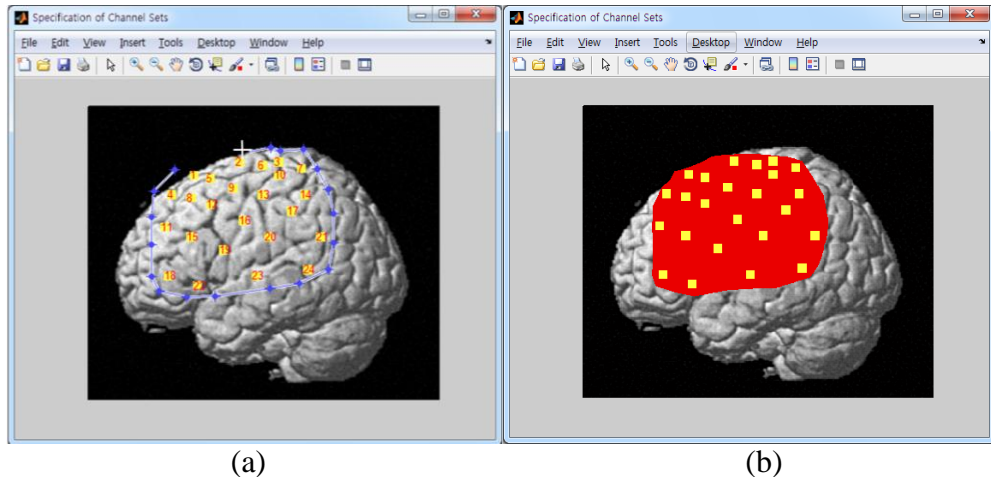 Specification of Channel Sets
File Edit View Insert Tools Desktop Window Help
2
6 3
1 5 10 7
9
4 8 13 14
12
17
16
11
15 20 21
19
18 23 24
22
(a)
Specification of Channel Sets
File Edit View Insert Tools Desktop Window Help
(b)